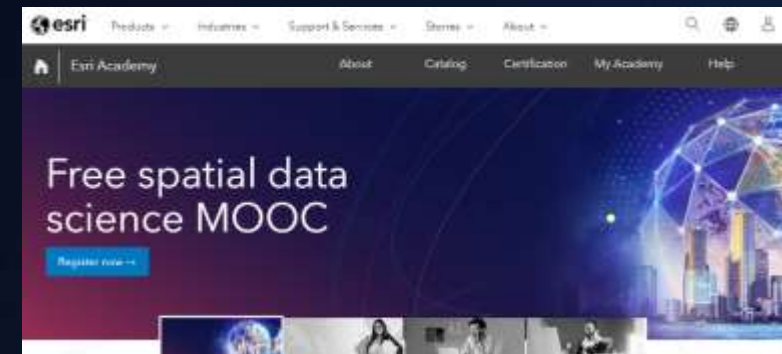 esri Products Industries Support & Services Stories About
Esri Academy About Catalog Certification My Academy Help
Free spatial data
science MOOC
Register now →